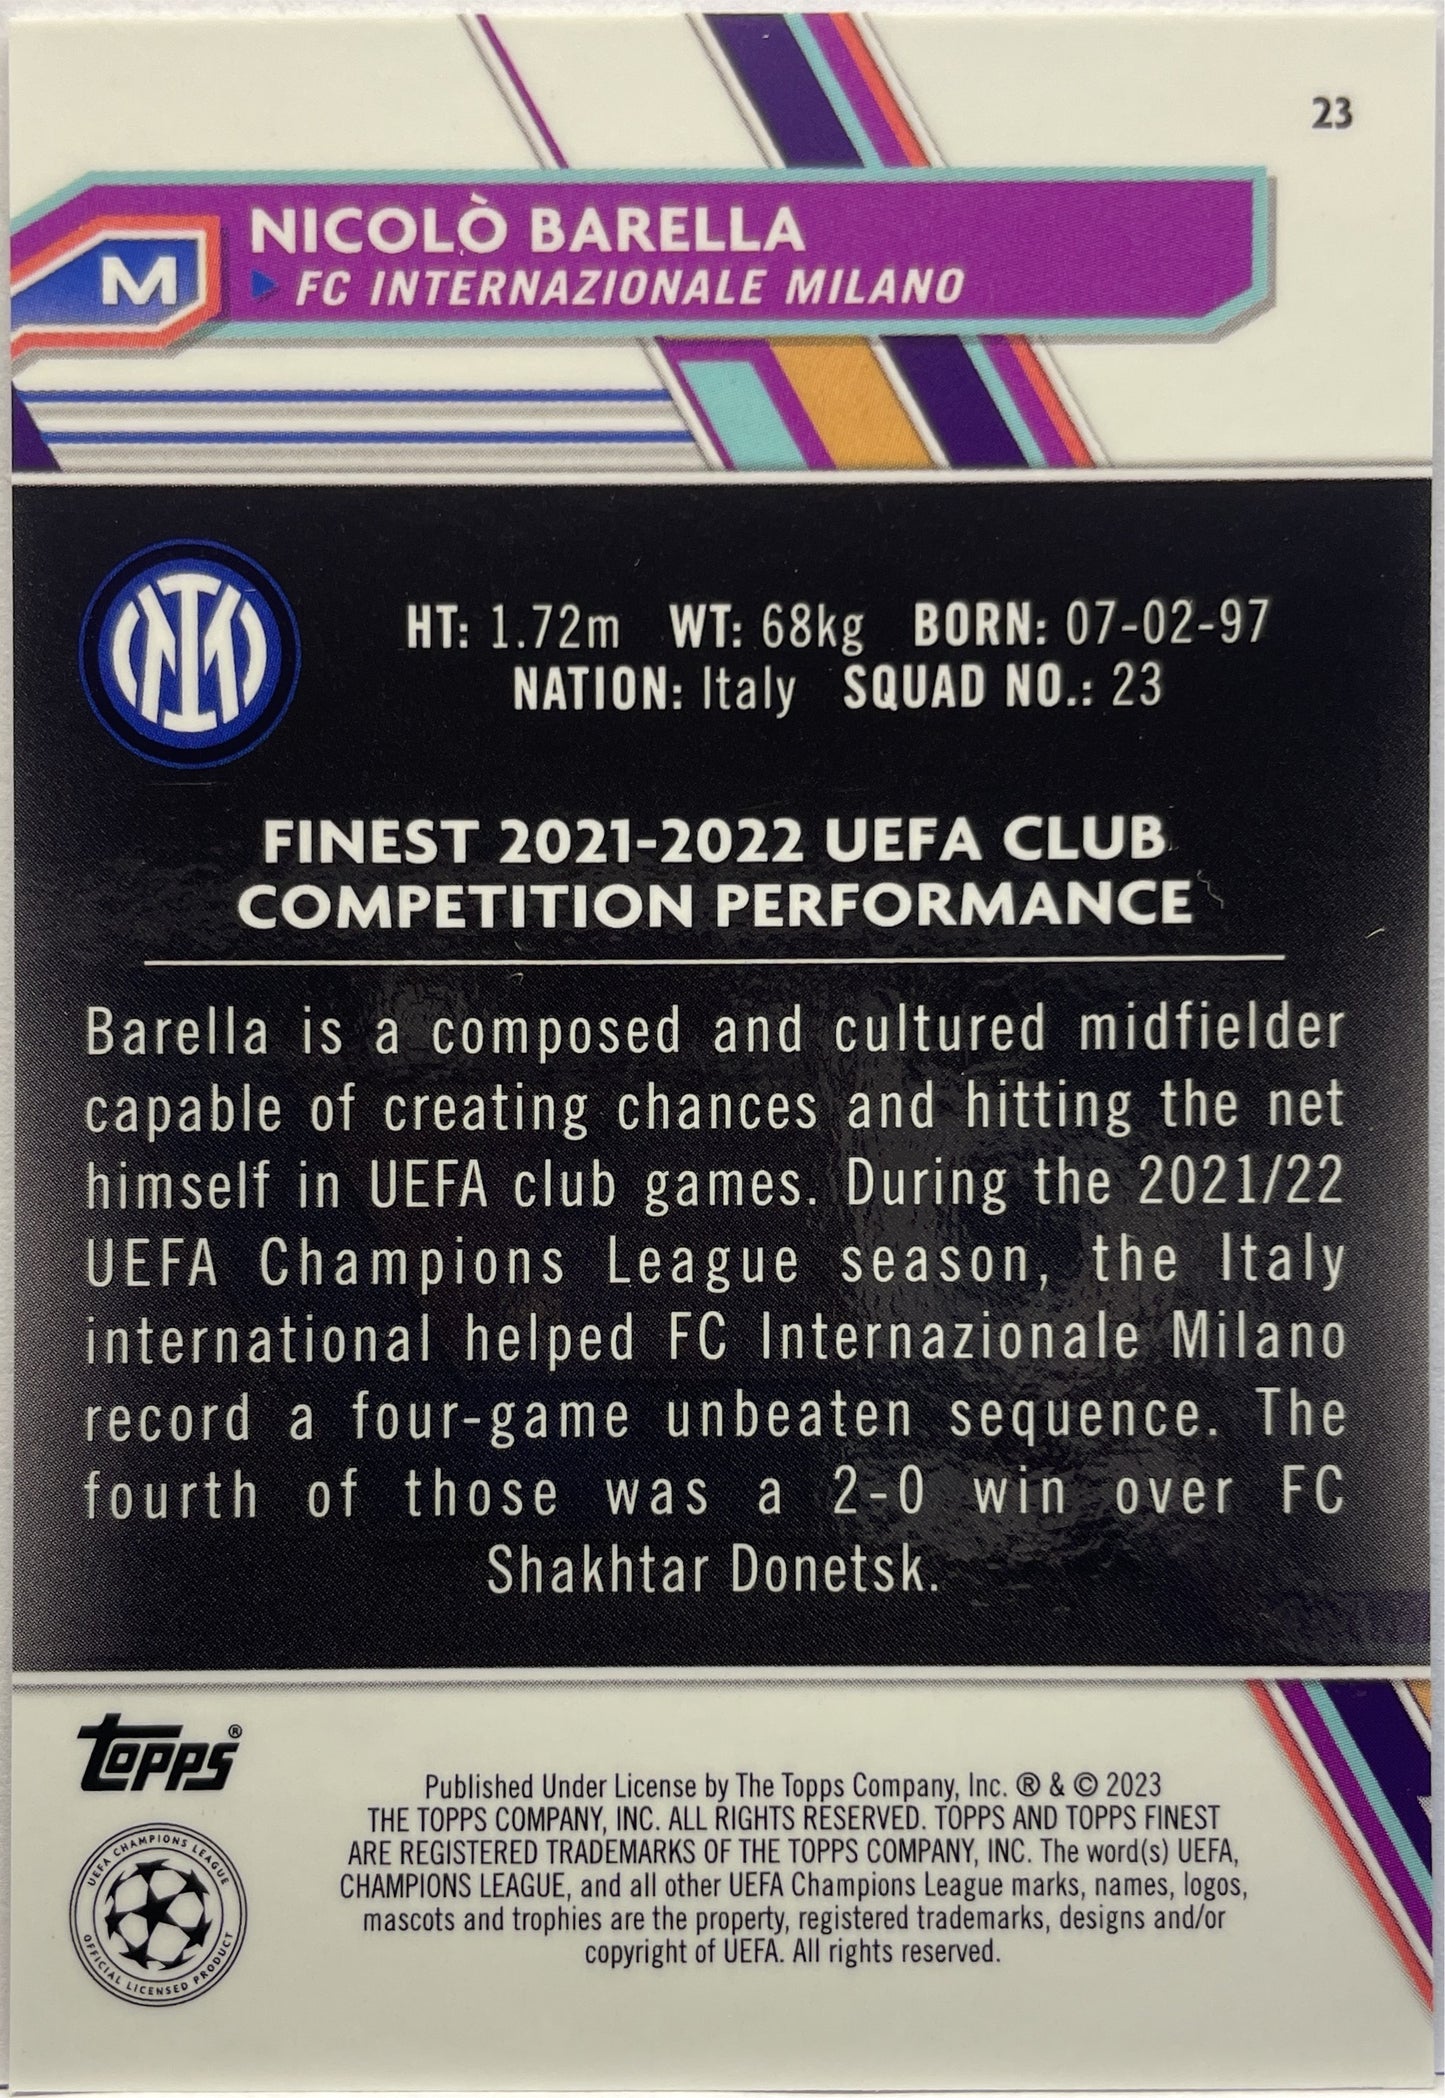 23
NICOLÒ BARELLA
M
FC INTERNAZIONALE MILANO
IM
HT: 1.72m WT: 68kg BORN: 07-02-97
NATION: Italy SQUAD NO.: 23
FINEST 2021-2022 UEFA CLUB
COMPETITION PERFORMANCE
Barella is a composed and cultured midfielder
capable of creating chances and hitting the net
himself in UEFA club games. During the 2021/22
UEFA Champions League season, the Italy
international helped FC Internazionale Milano
record a four-game unbeaten sequence. The
fourth of those was a 2-0 win over FC
Shakhtar Donetsk.
topps®
Published Under License by The Topps Company, Inc. ® & © 2023
THE TOPPS COMPANY, INC. ALL RIGHTS RESERVED. TOPPS AND TOPPS FINEST
ARE REGISTERED TRADEMARKS OF THE TOPPS COMPANY, INC. The word(s) UEFA,
CHAMPIONS LEAGUE, and all other UEFA Champions League marks, names, logos,
mascots and trophies are the property, registered trademarks, designs and/or
copyright of UEFA. All rights reserved.
UEFA CHAMPIONS LEAGUE
OFFICIAL LICENSED PRODUCT